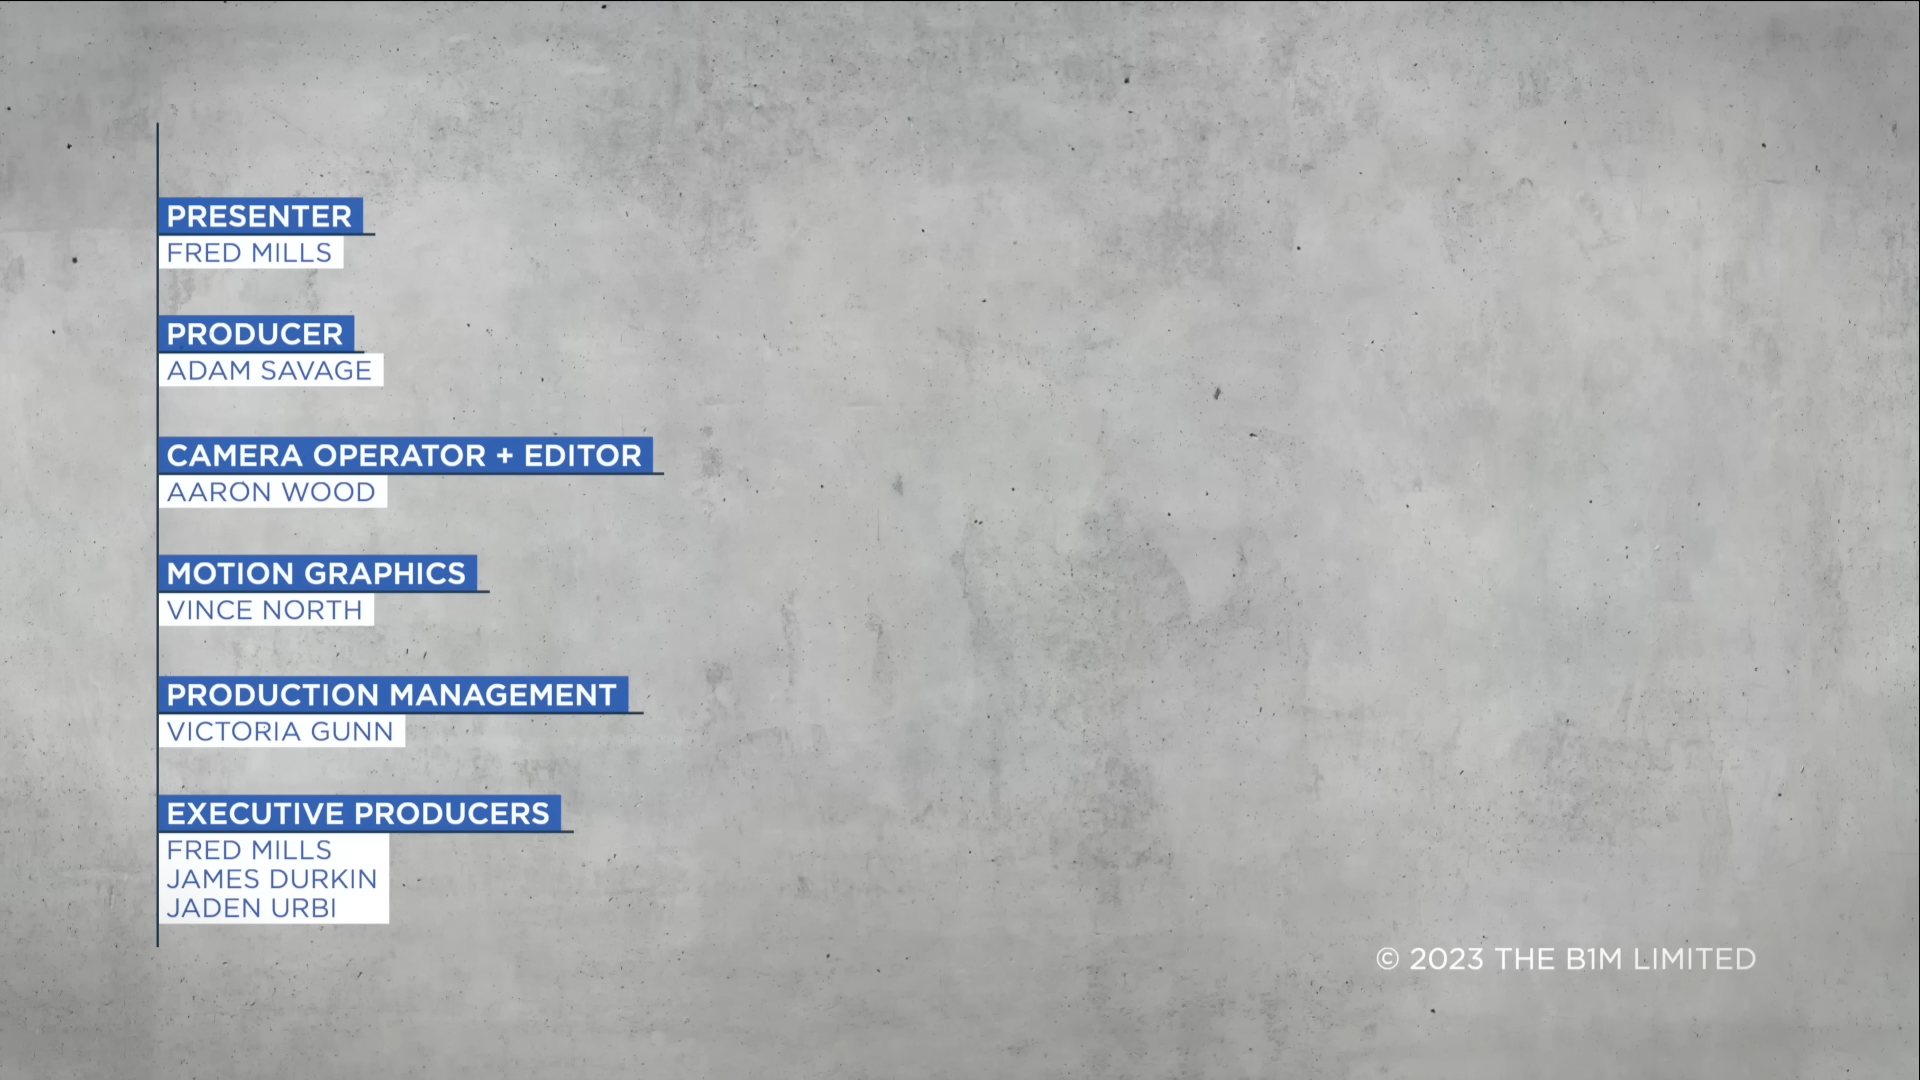 PRESENTER
FRED MILLS
PRODUCER
ADAM SAVAGE
CAMERA OPERATOR + EDITOR
AARON WOOD
MOTION GRAPHICS
VINCE NORTH
PRODUCTION MANAGEMENT
VICTORIA GUNN
EXECUTIVE PRODUCERS
FRED MILLS
JAMES DURKIN
JADEN URBI
© 2023 THE B1M LIMITED